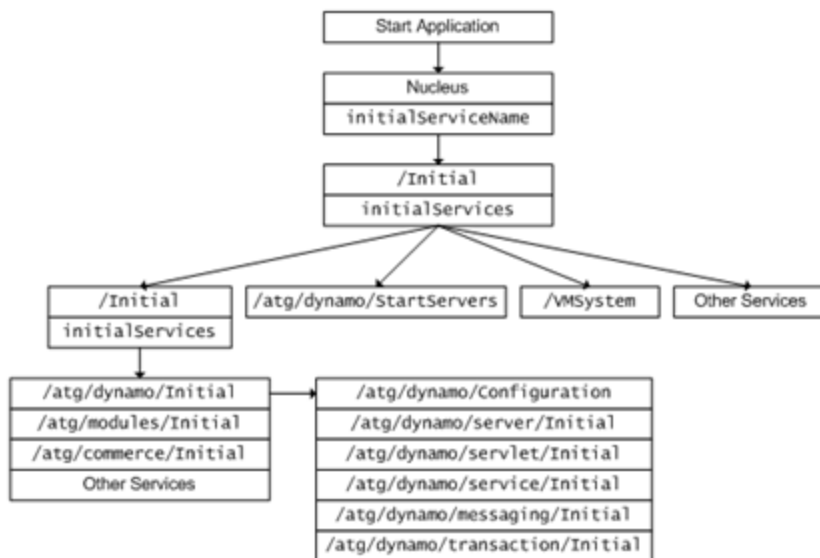 Start Application
Nucleus
initialServiceName
/Initial
initialServices
/Initial
initialServices
/atg/dynamo/StartServers
/VMSystem
Other Services
/atg/dynamo/Initial
/atg/modules/Initial
/atg/commerce/Initial
Other Services
/atg/dynamo/Configuration
/atg/dynamo/server/Initial
/atg/dynamo/servlet/Initial
/atg/dynamo/service/Initial
/atg/dynamo/messaging/Initial
/atg/dynamo/transaction/Initial